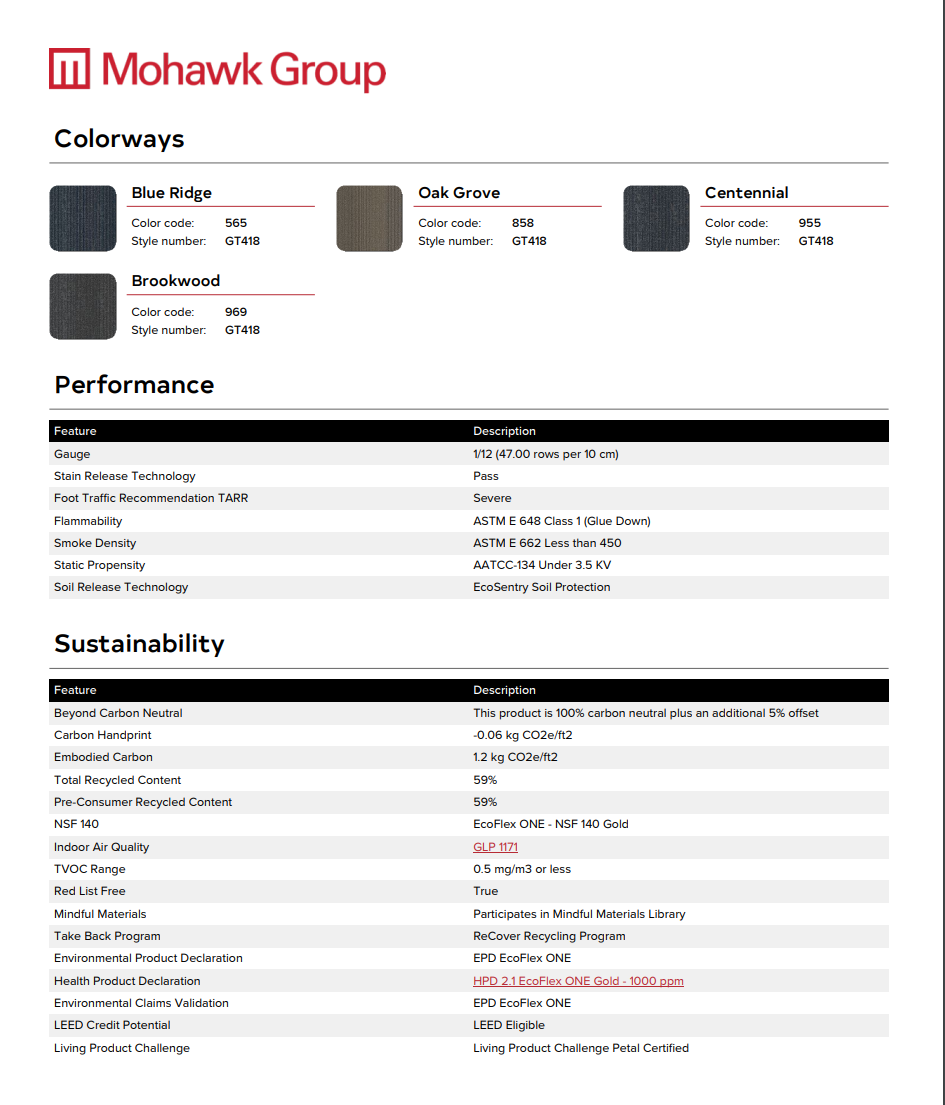 Mohawk Group
Colorways
Blue Ridge
Color code: 565
Style number: GT418
Oak Grove
Color code: 858
Style number: GT418
Centennial
Color code: 955
Style number: GT418
Brookwood
Color code: 969
Style number: GT418
Performance
Feature Description
Gauge 1/12 (47.00 rows per 10 cm)
Stain Release Technology Pass
Foot Traffic Recommendation TARR Severe
Flammability ASTM E 648 Class 1 (Glue Down)
Smoke Density ASTM E 662 Less than 450
Static Propensity AATCC-134 Under 3.5 KV
Soil Release Technology EcoSentry Soil Protection
Sustainability
Feature Description
Beyond Carbon Neutral This product is 100% carbon neutral plus an additional 5% offset
Carbon Handprint -0.06 kg CO2e/ft2
Embodied Carbon 1.2 kg CO2e/ft2
Total Recycled Content 59%
Pre-Consumer Recycled Content 59%
NSF 140 EcoFlex ONE - NSF 140 Gold
Indoor Air Quality GLP 1171
TVOC Range 0.5 mg/m3 or less
Red List Free True
Mindful Materials Participates in Mindful Materials Library
Take Back Program ReCover Recycling Program
Environmental Product Declaration EPD EcoFlex ONE
Health Product Declaration HPD 2.1 EcoFlex ONE Gold - 1000 ppm
Environmental Claims Validation EPD EcoFlex ONE
LEED Credit Potential LEED Eligible
Living Product Challenge Living Product Challenge Petal Certified